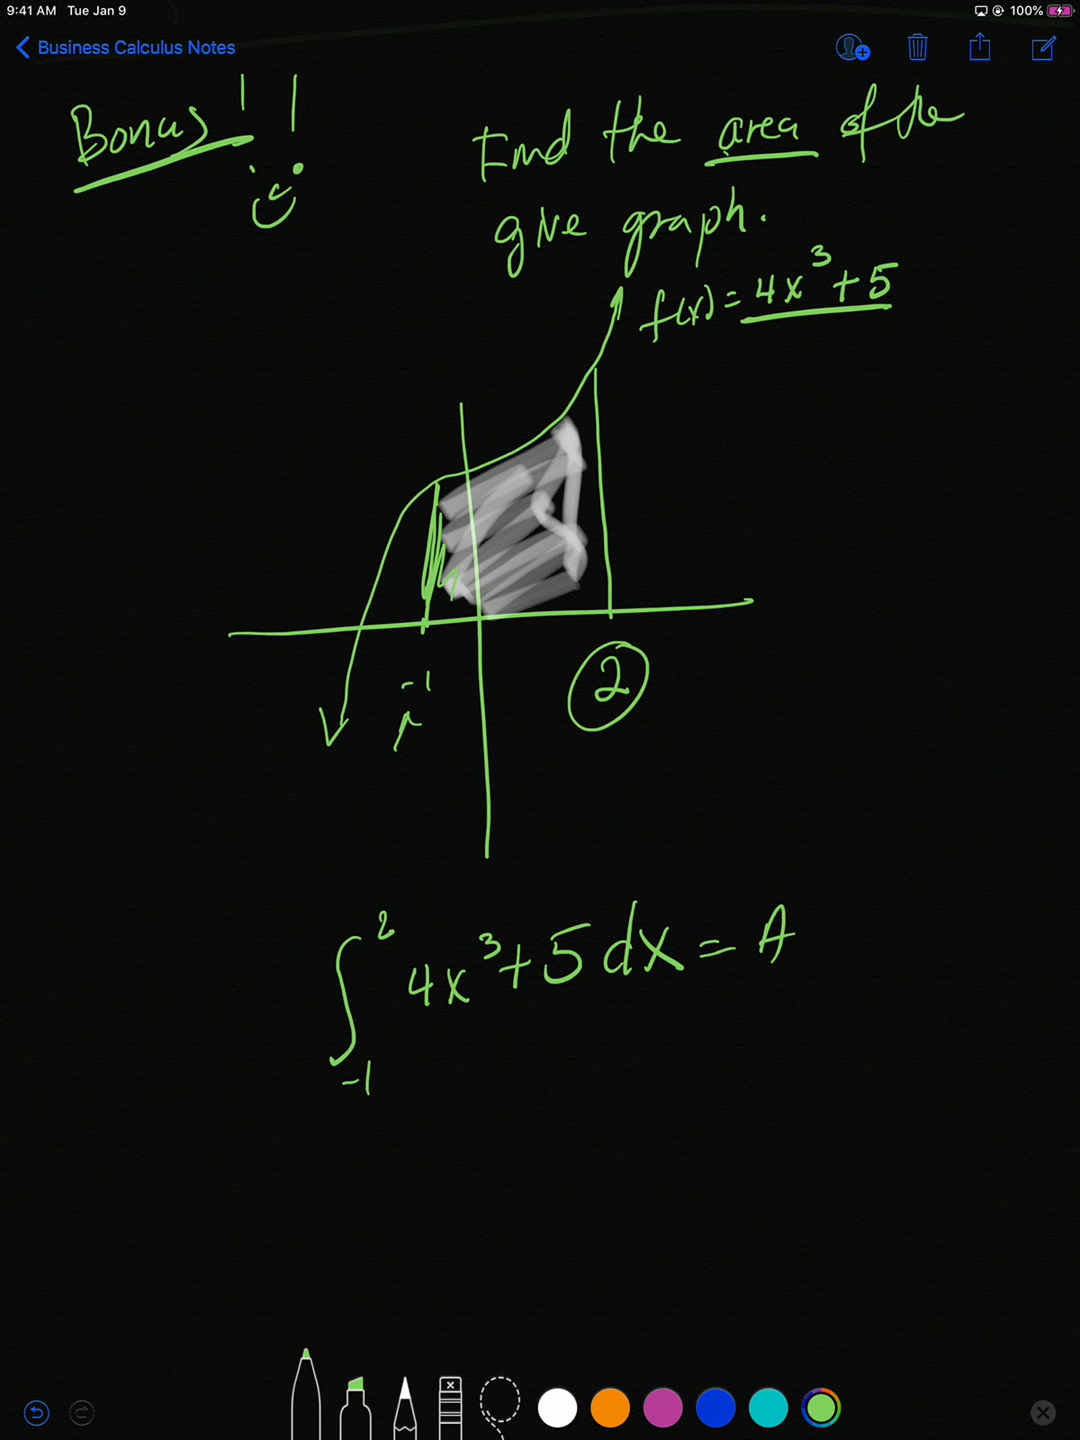 9:41 AM Tue Jan 9
100%
Business Calculus Notes
Bonus!!
Find the area of the
give graph.
f(x) = 4x³ + 5
-1
2
∫₋₁² 4x³ + 5 dx = A